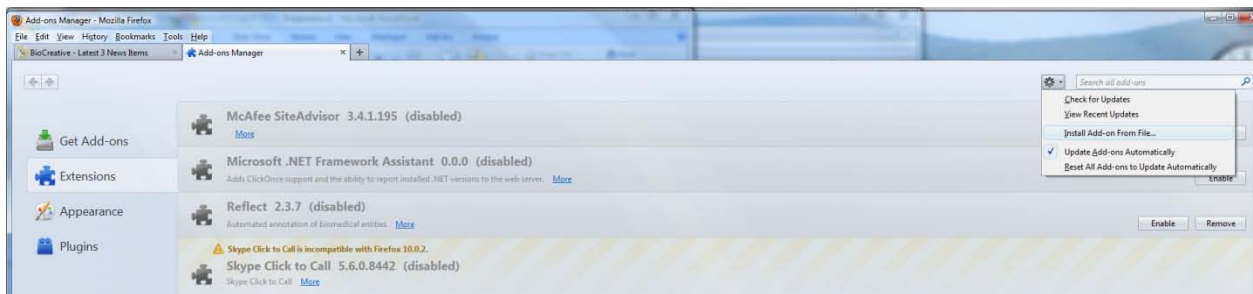 Add-ons Manager - Mozilla Firefox
File Edit View History Bookmarks Tools Help
BioCreative - Latest 3 News Items
Add-ons Manager
Search all add-ons
Check for Updates
View Recent Updates
Install Add-on From File...
Update Add-ons Automatically
Reset All Add-ons to Update Automatically
Get Add-ons
Extensions
Appearance
Plugins
McAfee SiteAdvisor 3.4.1.195 (disabled)
More
Microsoft .NET Framework Assistant 0.0.0 (disabled)
Adds ClickOnce support and the ability to report installed .NET versions to the web server. More
Enable
Reflect 2.3.7 (disabled)
Automated annotation of biomedical entities. More
Enable Remove
Skype Click to Call is incompatible with Firefox 10.0.2.
Skype Click to Call 5.6.0.8442 (disabled)
Skype Click to Call More